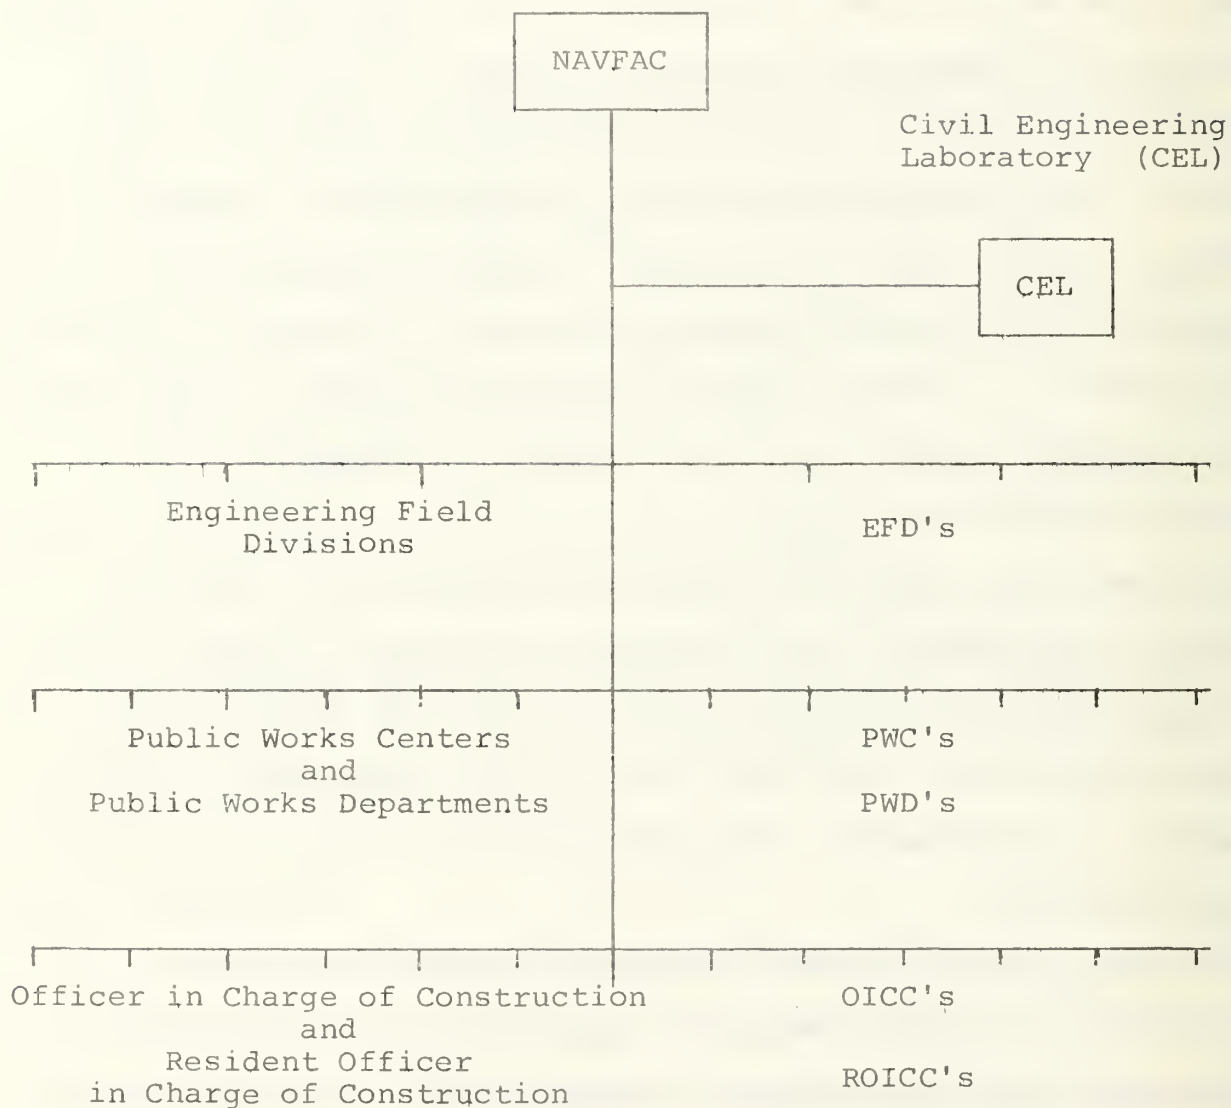 NAVFAC
Civil Engineering
Laboratory (CEL)
CEL
Engineering Field
Divisions
EFD's
Public Works Centers
and
Public Works Departments
PWC's
PWD's
Officer in Charge of Construction
and
Resident Officer
in Charge of Construction
OICC's
ROICC's